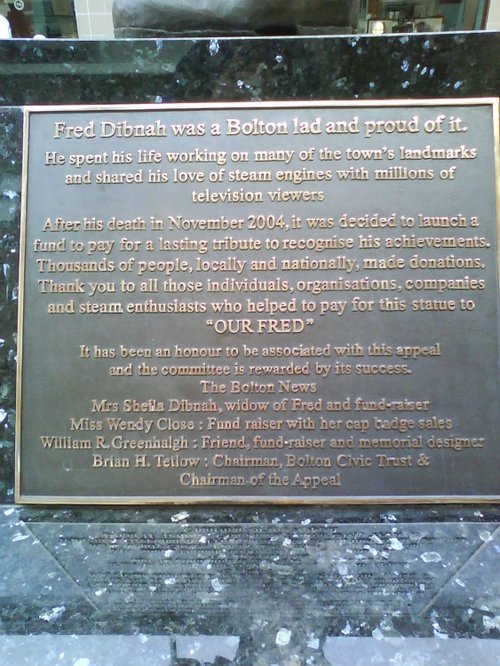 Fred Dibnah was a Bolton lad and proud of it.
He spent his life working on many of the town's landmarks
and shared his love of steam engines with millions of
television viewers
After his death in November 2004, it was decided to launch a
fund to pay for a lasting tribute to recognise his achievements.
Thousands of people, locally and nationally, made donations.
Thank you to all those individuals, organisations, companies
and steam enthusiasts who helped to pay for this statue to
"OUR FRED"
It has been an honour to be associated with this appeal
and the committee is rewarded by its success.
The Bolton News
Mrs Sheila Dibnah, widow of Fred and fund-raiser
Miss Wendy Close : Fund raiser with her cap badge sales
William R. Greenhalgh : Friend, fund-raiser and memorial designer
Brian H. Tetlow : Chairman, Bolton Civic Trust &
Chairman of the Appeal